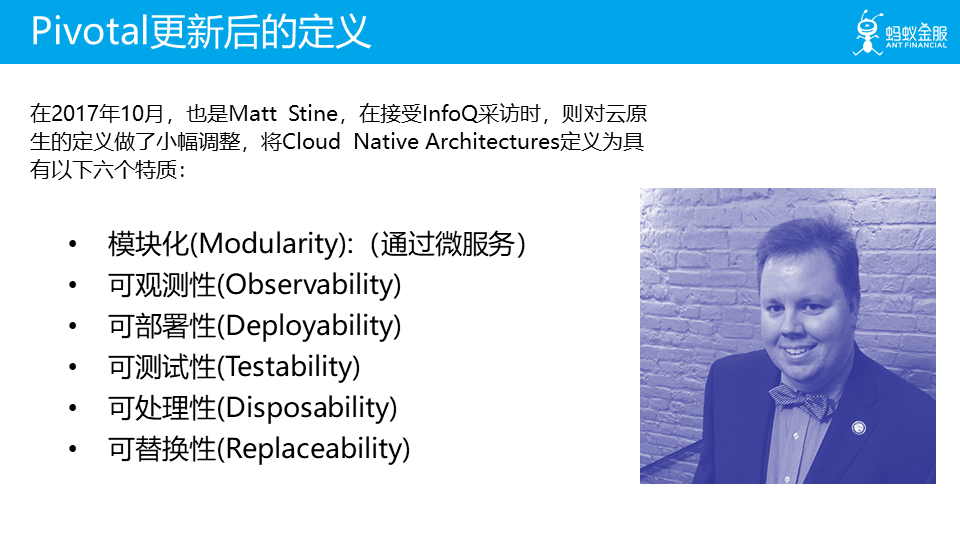 Pivotal更新后的定义
蚂蚁金服
ANT FINANCIAL
在2017年10月，也是Matt Stine，在接受InfoQ采访时，则对云原
生的定义做了小幅调整，将Cloud Native Architectures定义为具
有以下六个特质：
• 模块化(Modularity):（通过微服务）
• 可观测性(Observability)
• 可部署性(Deployability)
• 可测试性(Testability)
• 可处理性(Disposability)
• 可替换性(Replaceability)